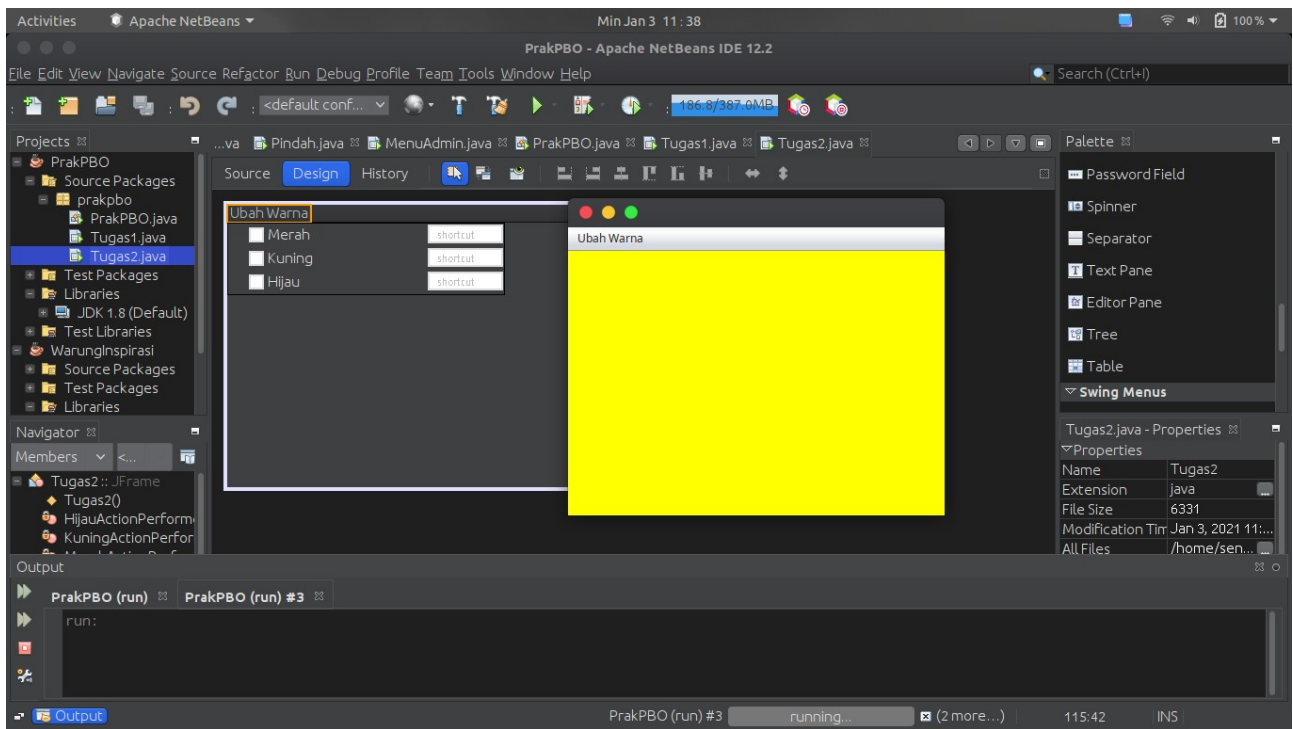 Activities Apache NetBeans Min Jan 3 11:38 100 %
PrakPBO - Apache NetBeans IDE 12.2
File Edit View Navigate Source Refactor Run Debug Profile Team Tools Window Help Search (Ctrl+I)
<default conf... 186.8/387.0MB
Projects
PrakPBO
Source Packages
prakpbo
PrakPBO.java
Tugas1.java
Tugas2.java
Test Packages
Libraries
JDK 1.8 (Default)
Test Libraries
WarungInspirasi
Source Packages
Test Packages
Libraries
Navigator
Members <...
Tugas2 :: JFrame
Tugas2()
HijauActionPerform
KuningActionPerfor
...va Pindah.java MenuAdmin.java PrakPBO.java Tugas1.java Tugas2.java
Source Design History
Ubah Warna
Merah shortcut
Kuning shortcut
Hijau shortcut
Ubah Warna
Palette
Password Field
Spinner
Separator
Text Pane
Editor Pane
Tree
Table
Swing Menus
Tugas2.java - Properties
Properties
Name Tugas2
Extension java
File Size 6331
Modification Tim Jan 3, 2021 11:...
All Files /home/sen...
Output
PrakPBO (run) PrakPBO (run) #3
run:
Output PrakPBO (run) #3 running... (2 more...) 115:42 INS